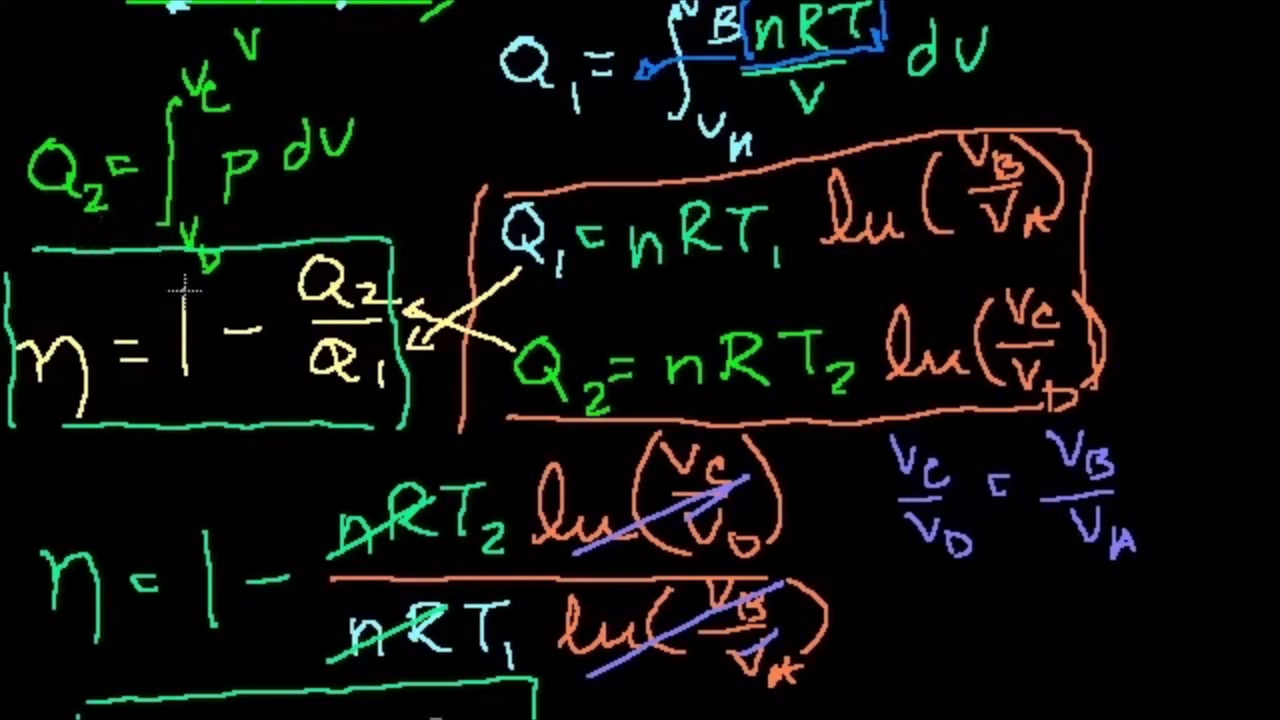 V
Q₁ = ∫_{V_A}^{V_B} nRT/V dV
Q₂ = ∫_{V_D}^{V_C} P dV
Q₁ = nRT₁ ln(V_B/V_A)
η = 1 - Q₂/Q₁
Q₂ = nRT₂ ln(V_C/V_D)
V_C/V_D = V_B/V_A
η = 1 - nRT₂ ln(V_C/V_D) / nRT₁ ln(V_B/V_A)